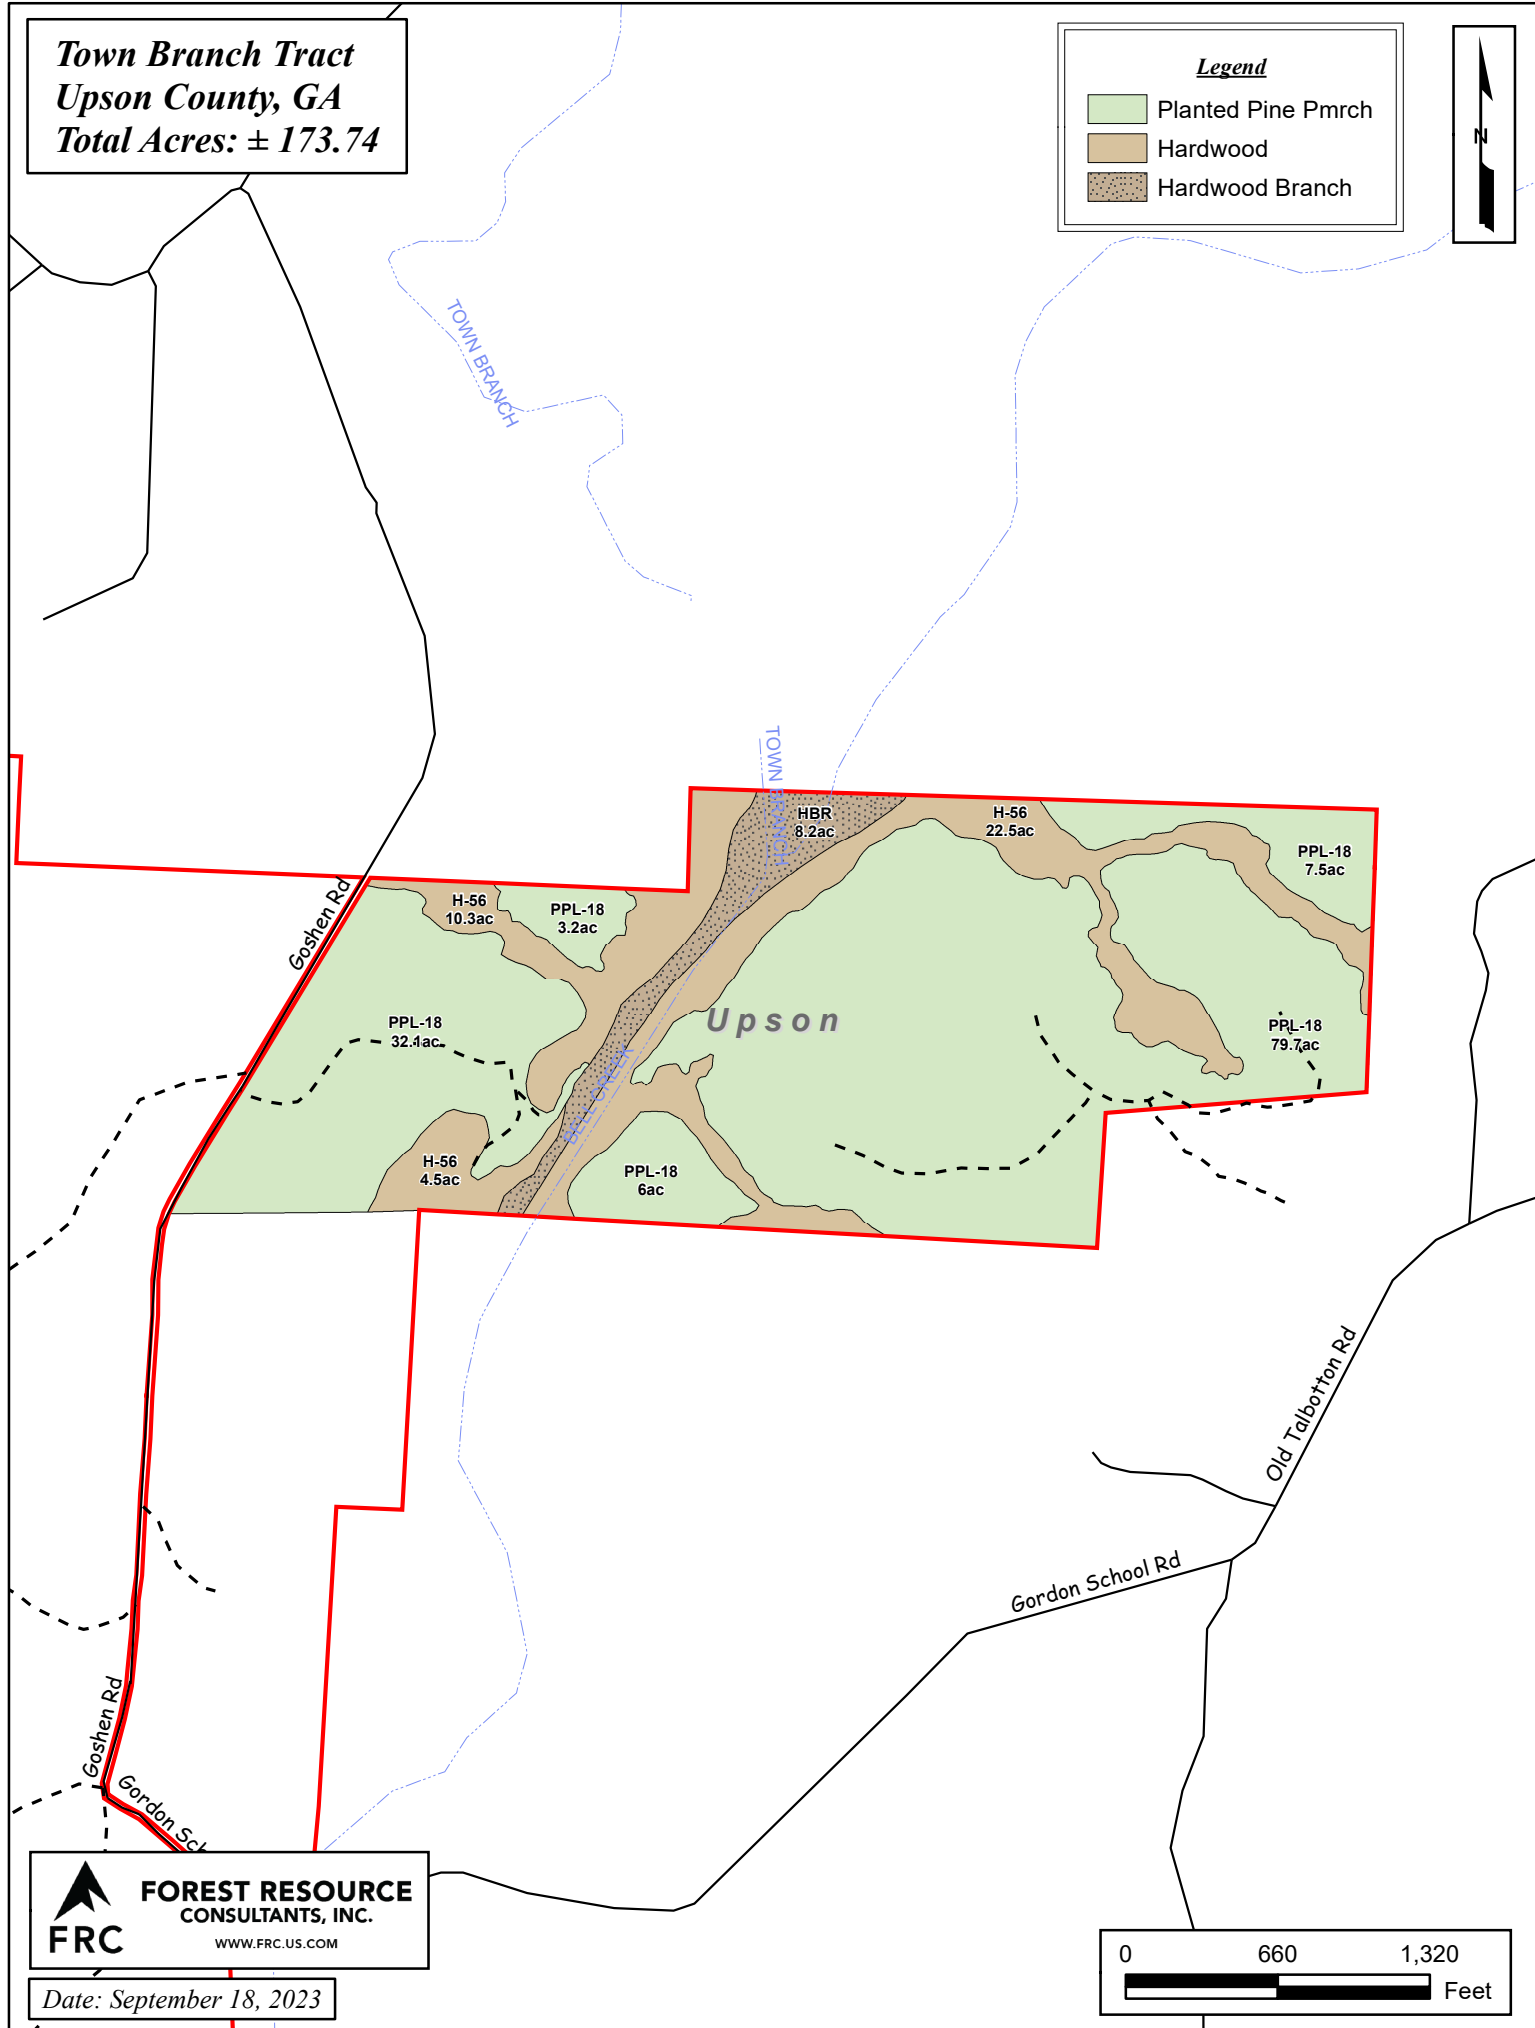 Town Branch Tract
Upson County, GA
Total Acres: ± 173.74
Legend
Planted Pine Pmrch
Hardwood
Hardwood Branch
N
TOWN BRANCH
TOWN BRANCH
HBR
8.2ac
H-56
22.5ac
PPL-18
7.5ac
Goshen Rd
H-56
10.3ac
PPL-18
3.2ac
Upson
PPL-18
32.1ac
PPL-18
79.7ac
BELL CREEK
H-56
4.5ac
PPL-18
6ac
Old Talbotton Rd
Gordon School Rd
Goshen Rd
Gordon Sch
FRC
FOREST RESOURCE
CONSULTANTS, INC.
WWW.FRC.US.COM
Date: September 18, 2023
0 660 1,320
Feet